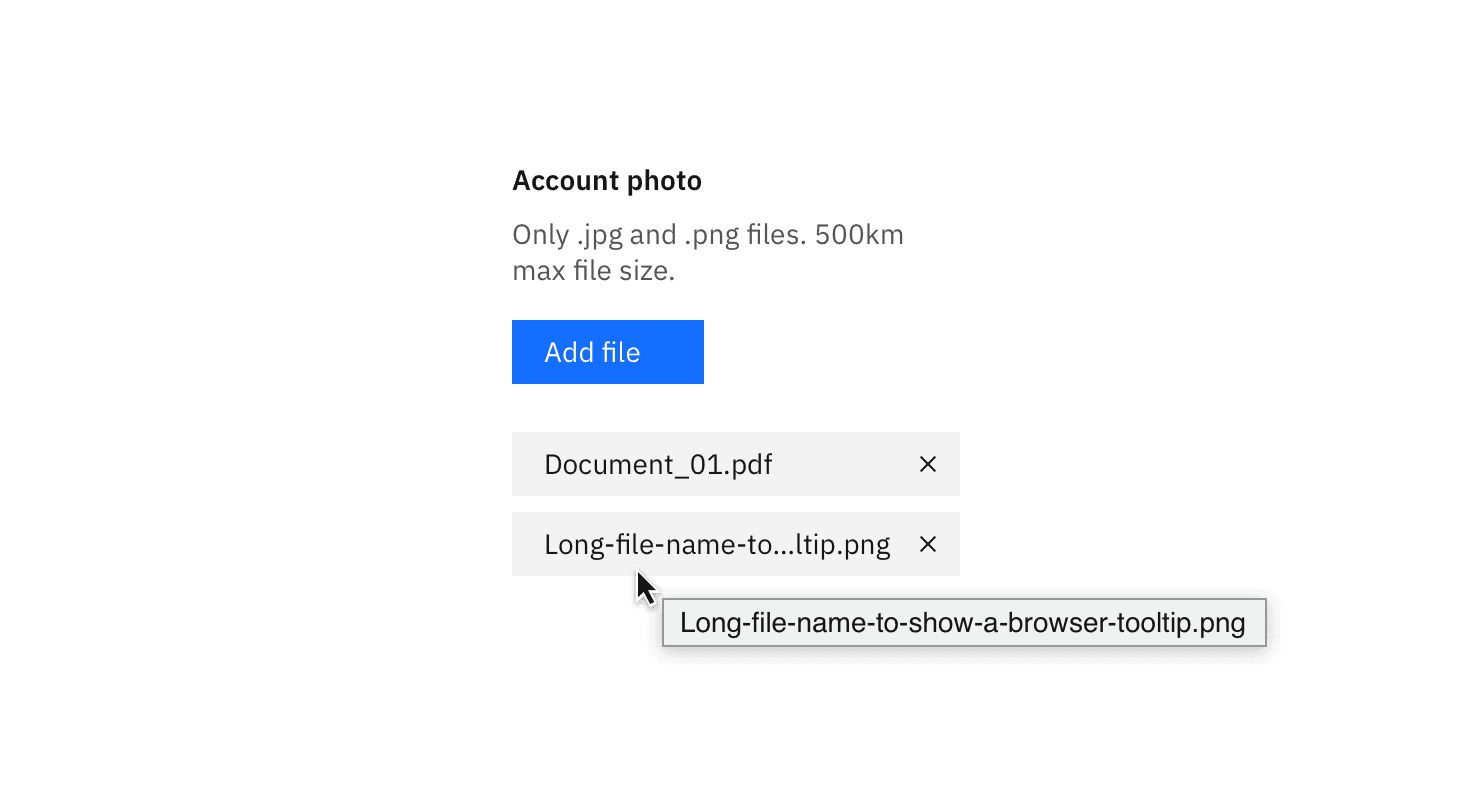 Account photo
Only .jpg and .png files. 500km
max file size.
Add file
Document_01.pdf
Long-file-name-to...ltip.png
Long-file-name-to-show-a-browser-tooltip.png